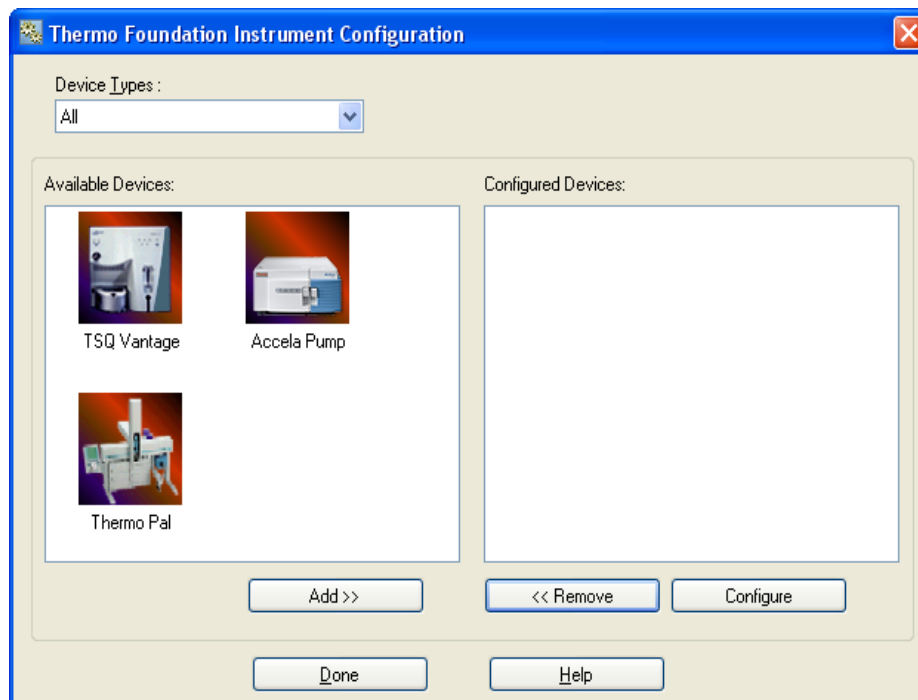 Thermo Foundation Instrument Configuration
Device Types :
All
Available Devices:
Configured Devices:
TSQ Vantage
Accela Pump
Thermo Pal
Add >>
<< Remove
Configure
Done
Help